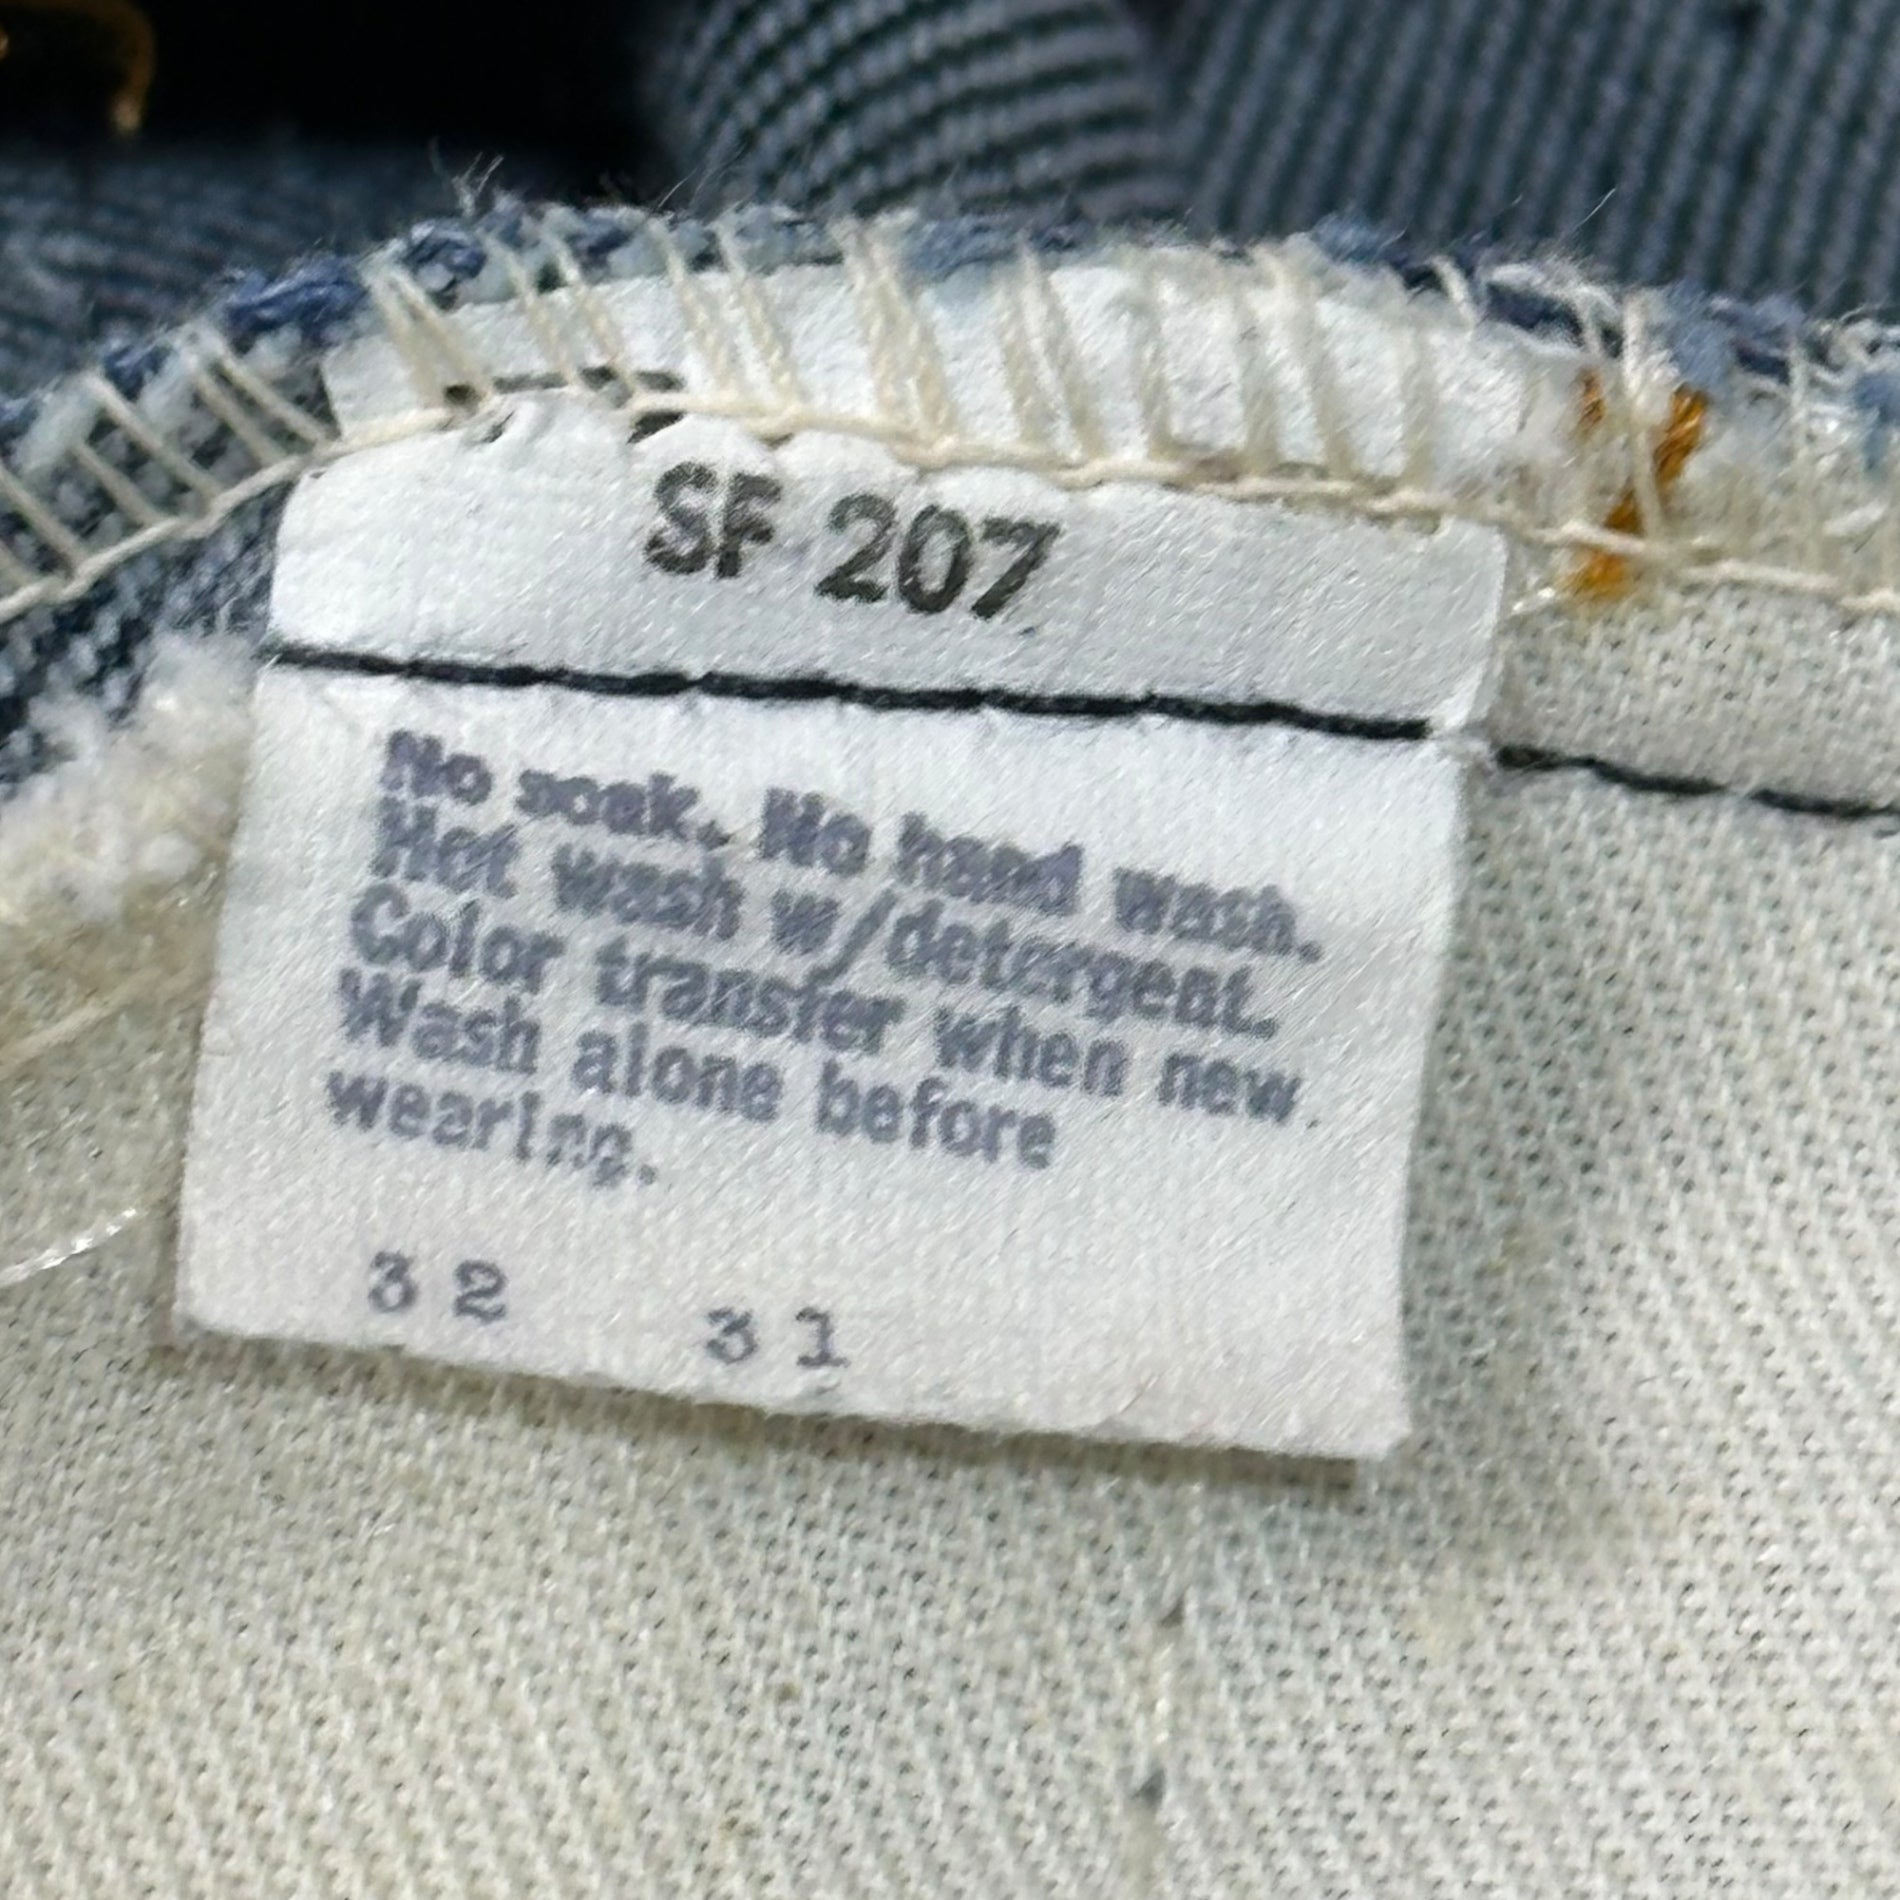 SF 207
No soak. No hand wash.
Hot wash w/detergent.
Color transfer when new.
Wash alone before
wearing.
32 31